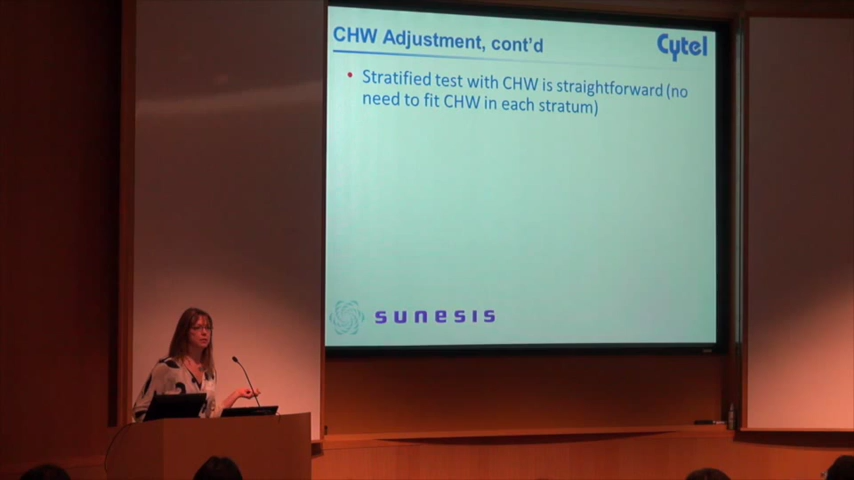 CHW Adjustment, cont'd
Cytel
• Stratified test with CHW is straightforward (no
need to fit CHW in each stratum)
sunesis